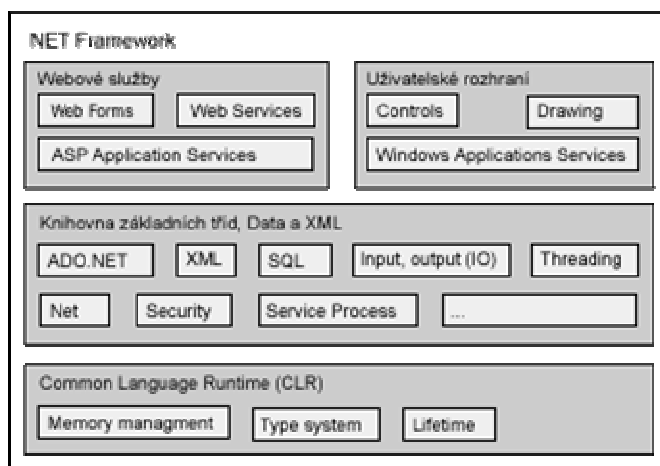 NET Framework
Webové služby
Web Forms
Web Services
ASP Application Services
Uživatelské rozhraní
Controls
Drawing
Windows Applications Services
Knihovna základních tříd, Data a XML
ADO.NET
XML
SQL
Input, output (IO)
Threading
Net
Security
Service Process
...
Common Language Runtime (CLR)
Memory managment
Type system
Lifetime